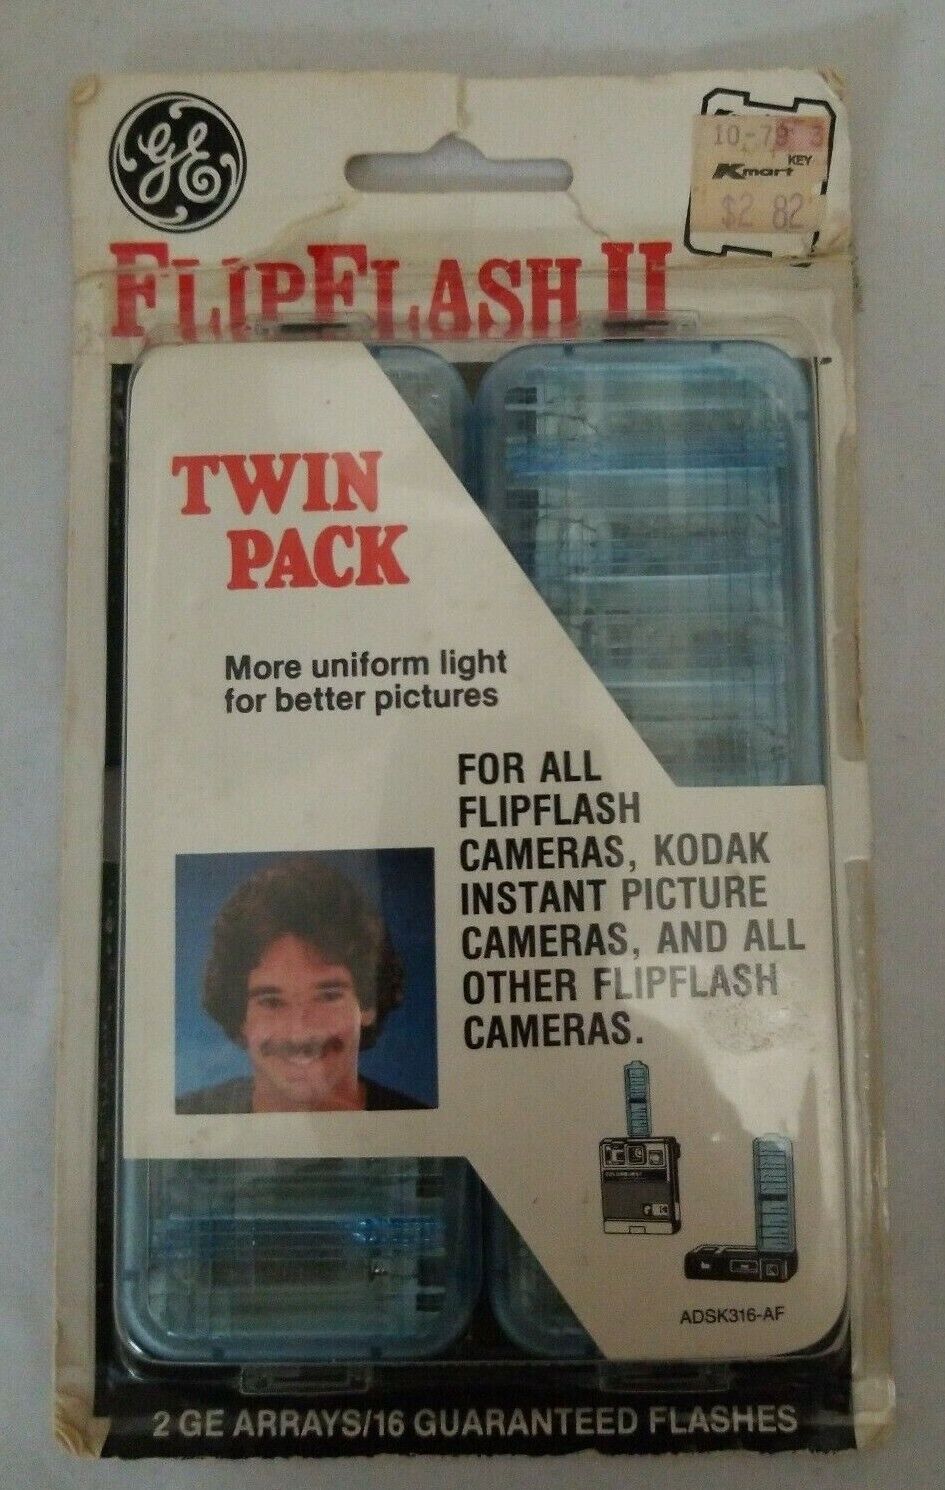 GE
10-79 3
KEY
Kmart
$2 82
FLIPFLASH II
TWIN
PACK
More uniform light
for better pictures
FOR ALL
FLIPFLASH
CAMERAS, KODAK
INSTANT PICTURE
CAMERAS, AND ALL
OTHER FLIPFLASH
CAMERAS.
ADSK316-AF
2 GE ARRAYS/16 GUARANTEED FLASHES